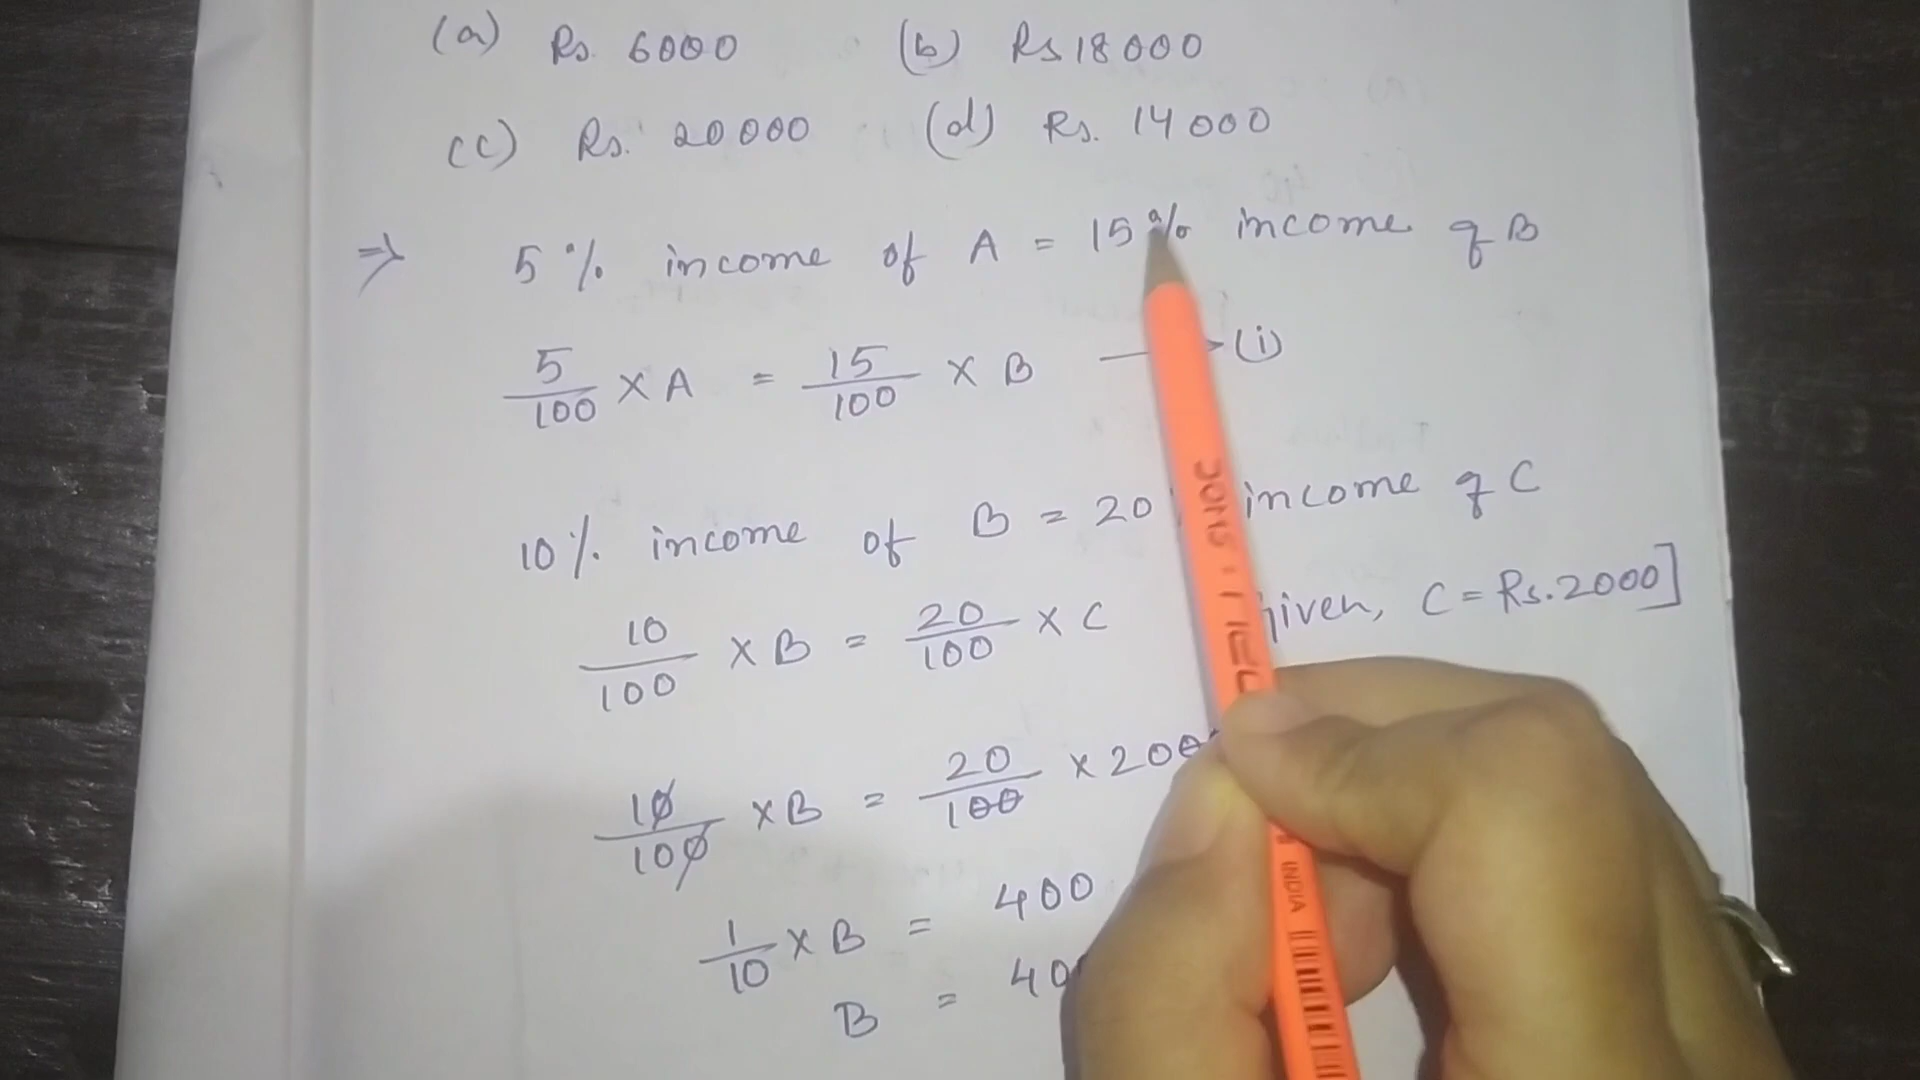 (a) Rs. 6000 (b) Rs 18000
(c) Rs. 20000 (d) Rs. 14000
⇒ 5% income of A = 15% income of B
5/100 × A = 15/100 × B → (i)
10% income of B = 20 income of C
10/100 × B = 20/100 × C given, C = Rs. 2000]
10/100 × B = 20/100 × 200
1/10 × B = 400
B = 40
INDIA